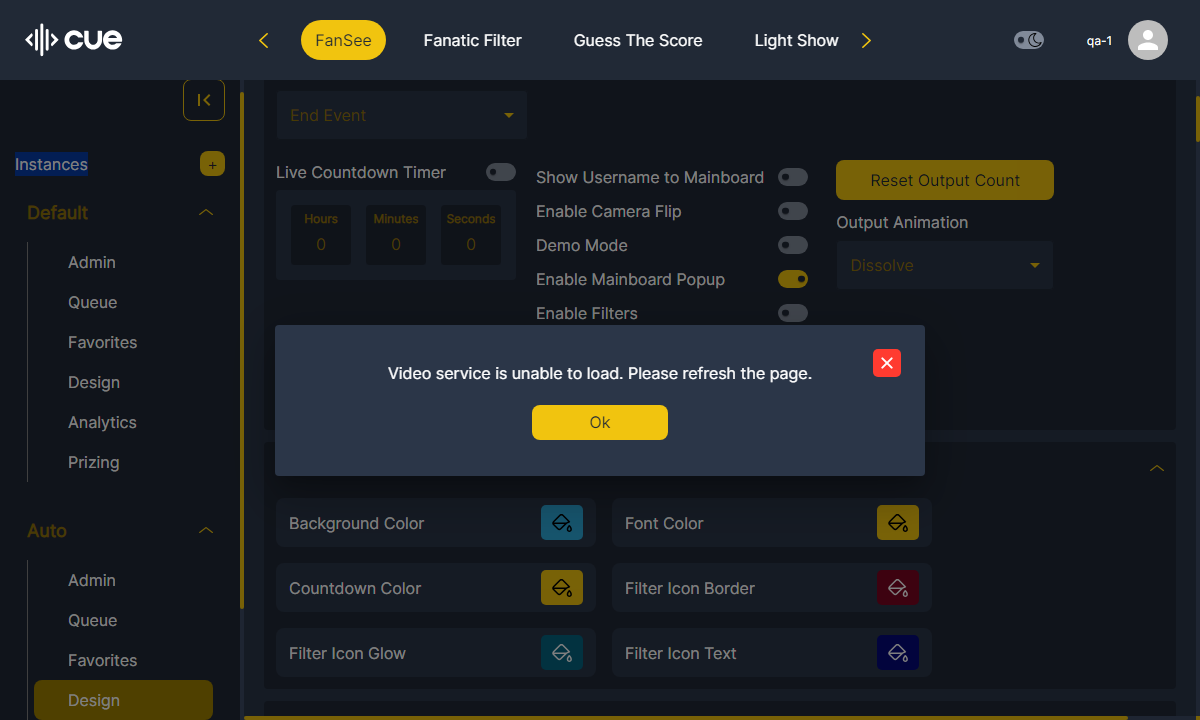 cue
FanSee
Fanatic Filter
Guess The Score
Light Show
qa-1
Instances
+
Default
Admin
Queue
Favorites
Design
Analytics
Prizing
Auto
Admin
Queue
Favorites
Design
End Event
Live Countdown Timer
Hours
Minutes
Seconds
0
0
0
Show Username to Mainboard
Enable Camera Flip
Demo Mode
Enable Mainboard Popup
Enable Filters
Reset Output Count
Output Animation
Dissolve
Video service is unable to load. Please refresh the page.
Ok
Background Color
Font Color
Countdown Color
Filter Icon Border
Filter Icon Glow
Filter Icon Text